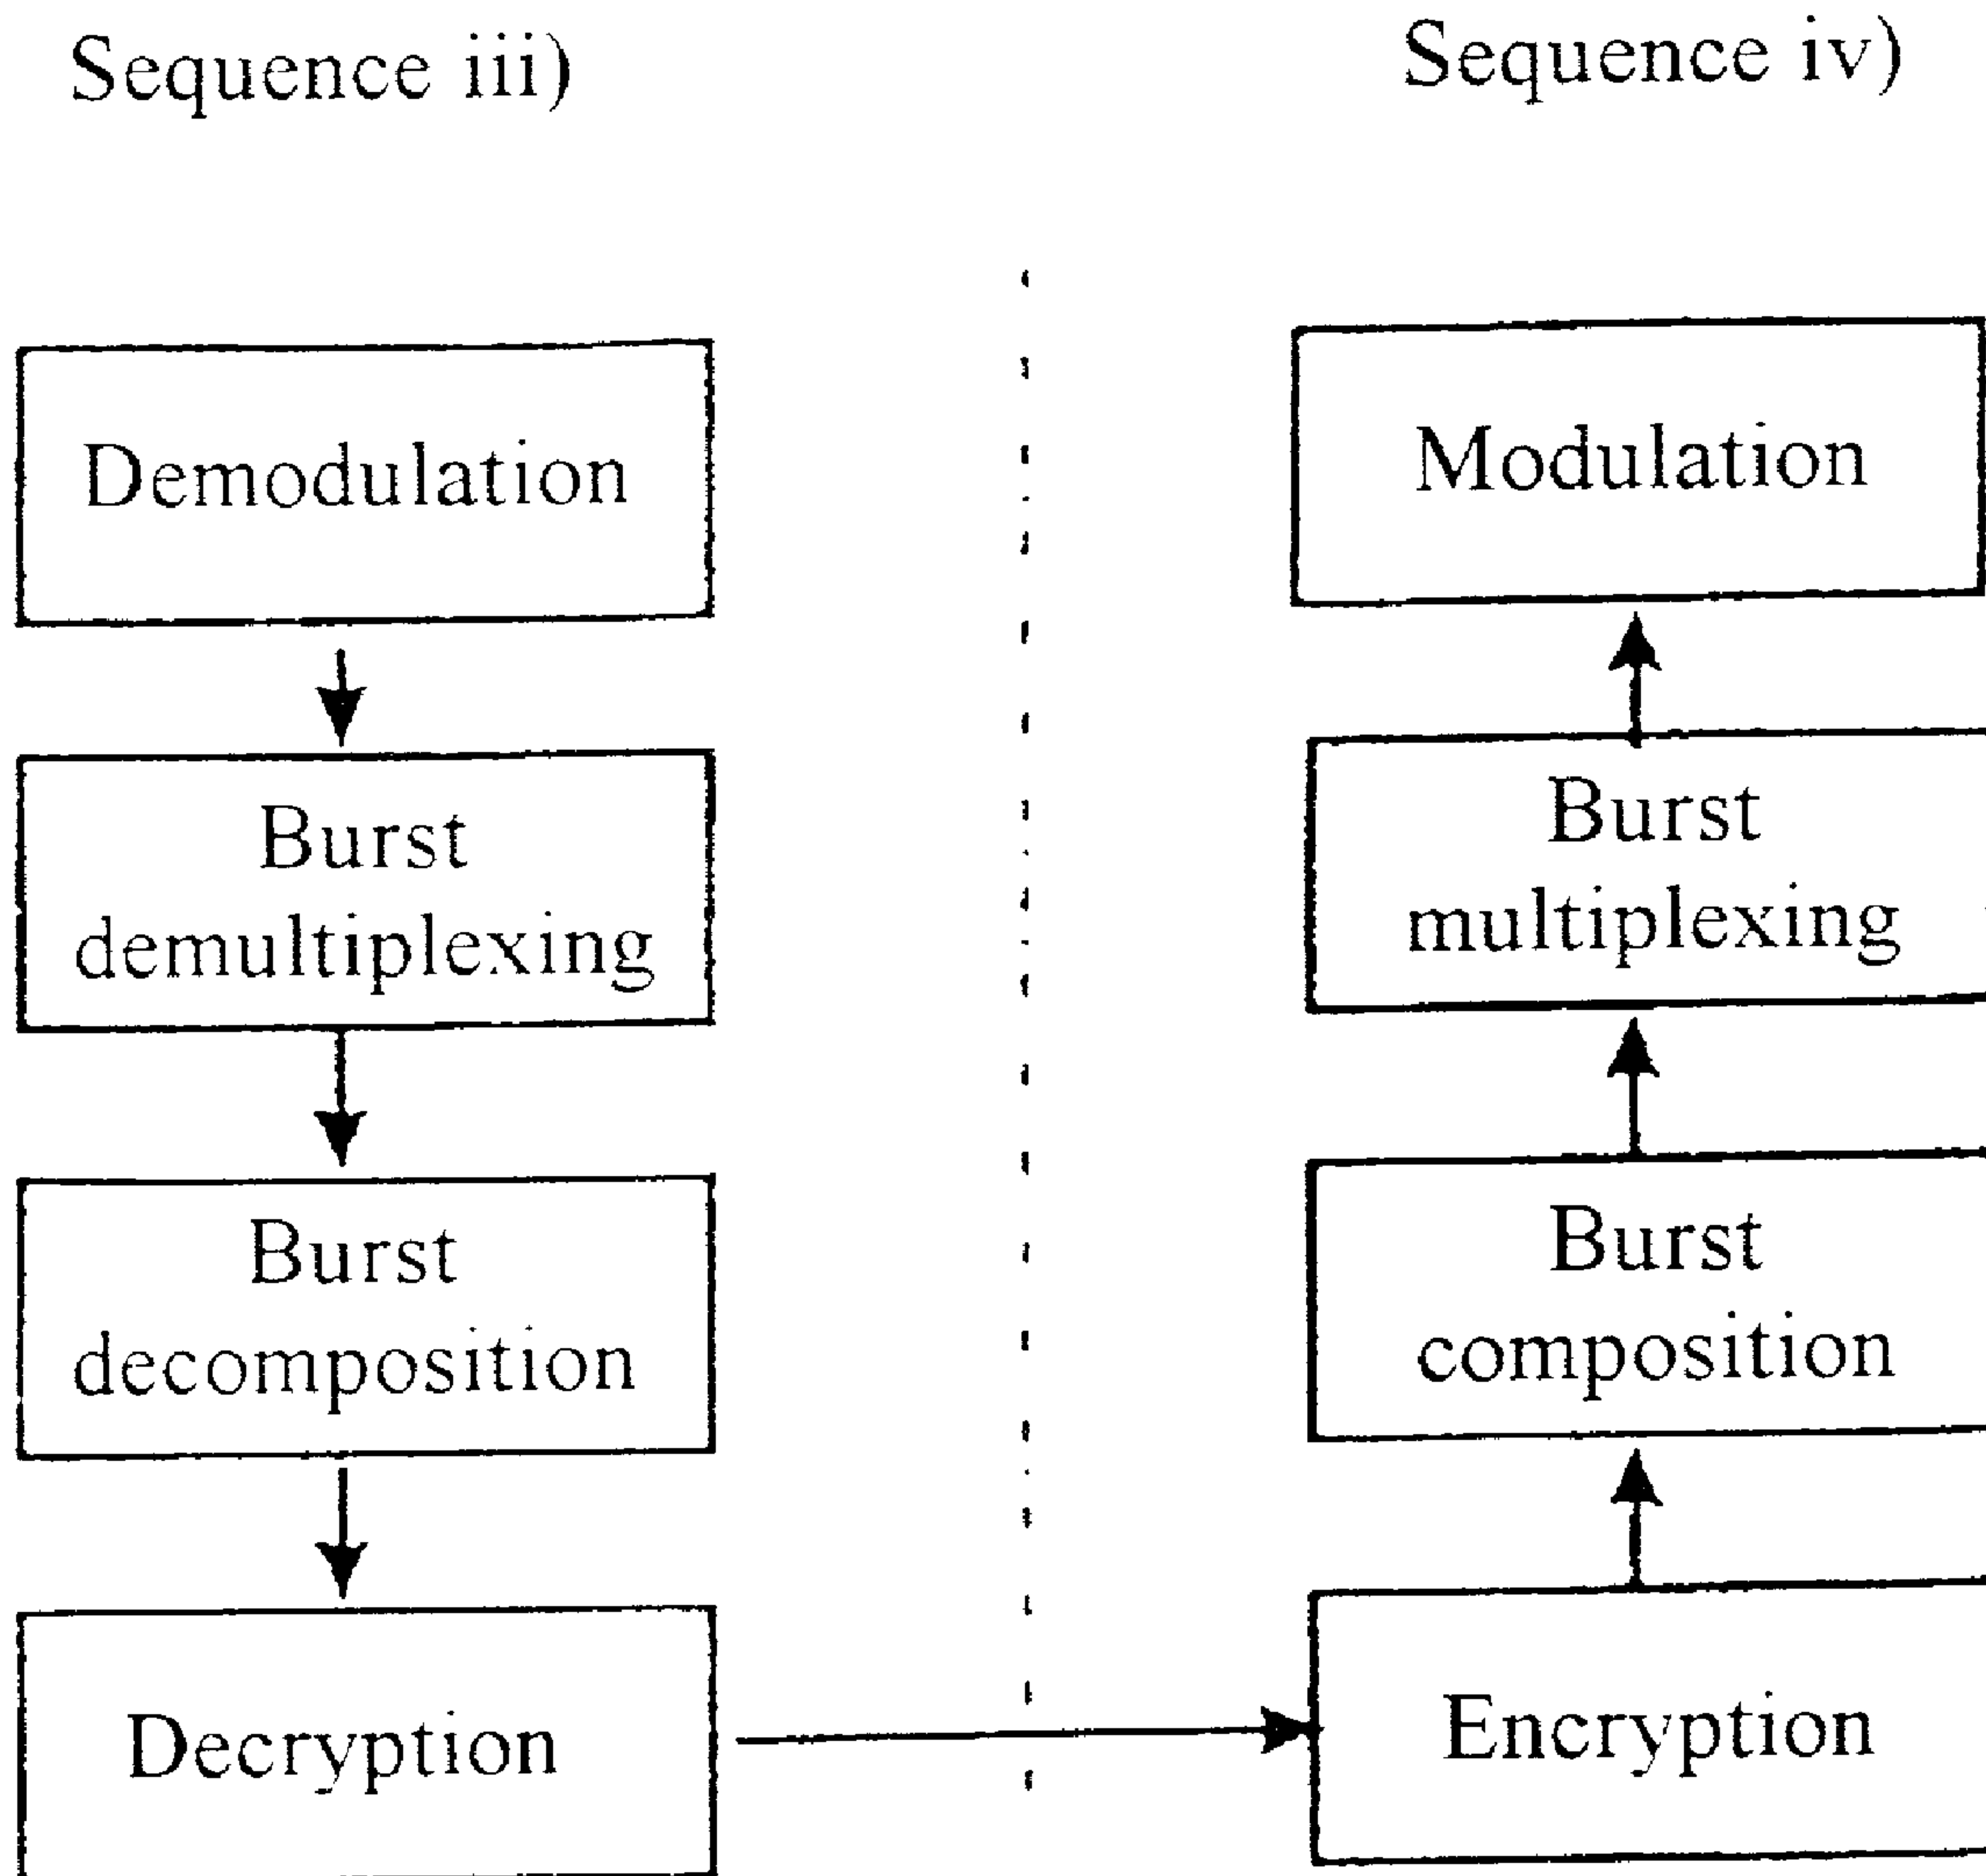 Sequence iii)
Sequence iv)
Demodulation
Modulation
Burst
demultiplexing
Burst
multiplexing
Burst
decomposition
Burst
composition
Decryption
Encryption